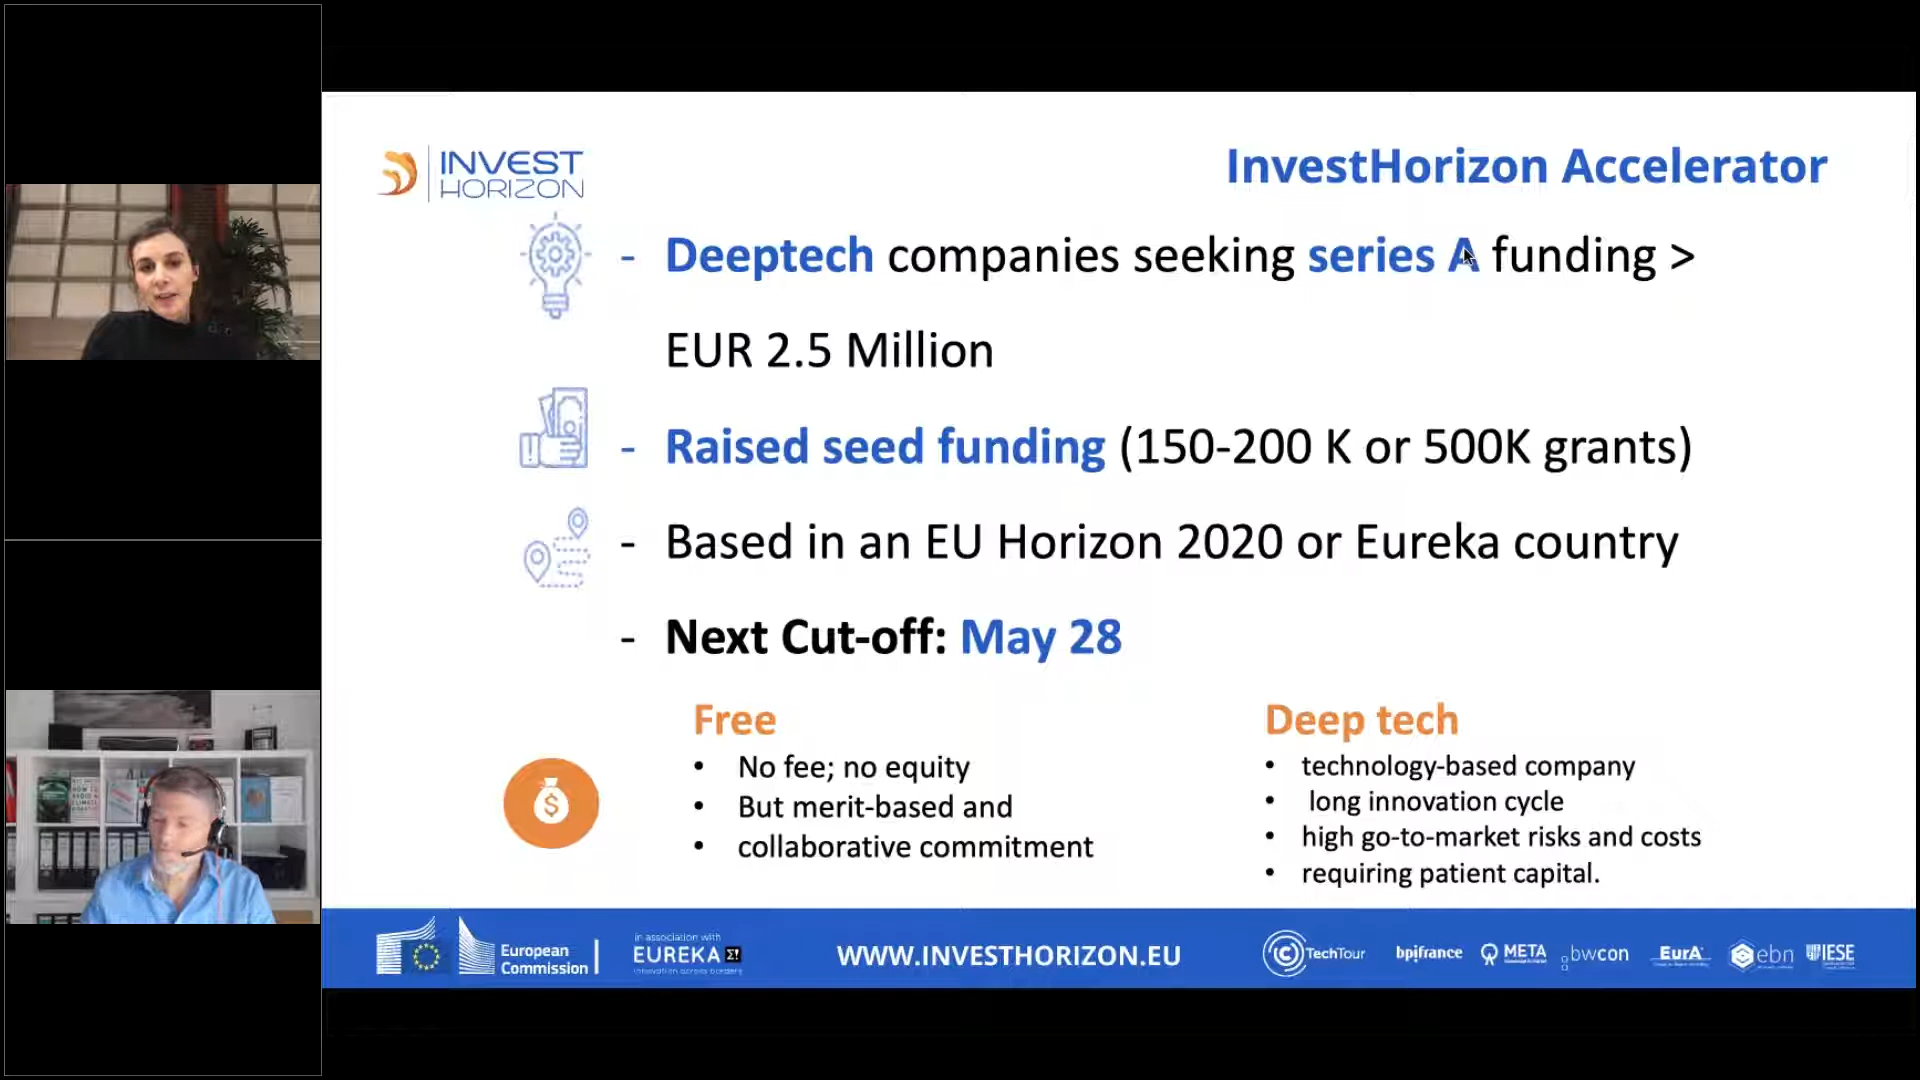 INVEST
HORIZON
InvestHorizon Accelerator
- Deeptech companies seeking series A funding >
EUR 2.5 Million
- Raised seed funding (150-200 K or 500K grants)
- Based in an EU Horizon 2020 or Eureka country
- Next Cut-off: May 28
Free
• No fee; no equity
• But merit-based and
• collaborative commitment
Deep tech
• technology-based company
• long innovation cycle
• high go-to-market risks and costs
• requiring patient capital.
European
Commission
in association with
EUREKA Σ!
innovation across borders
WWW.INVESTHORIZON.EU
TechTour
bpifrance
META
bwcon
EurA
ebn
IESE